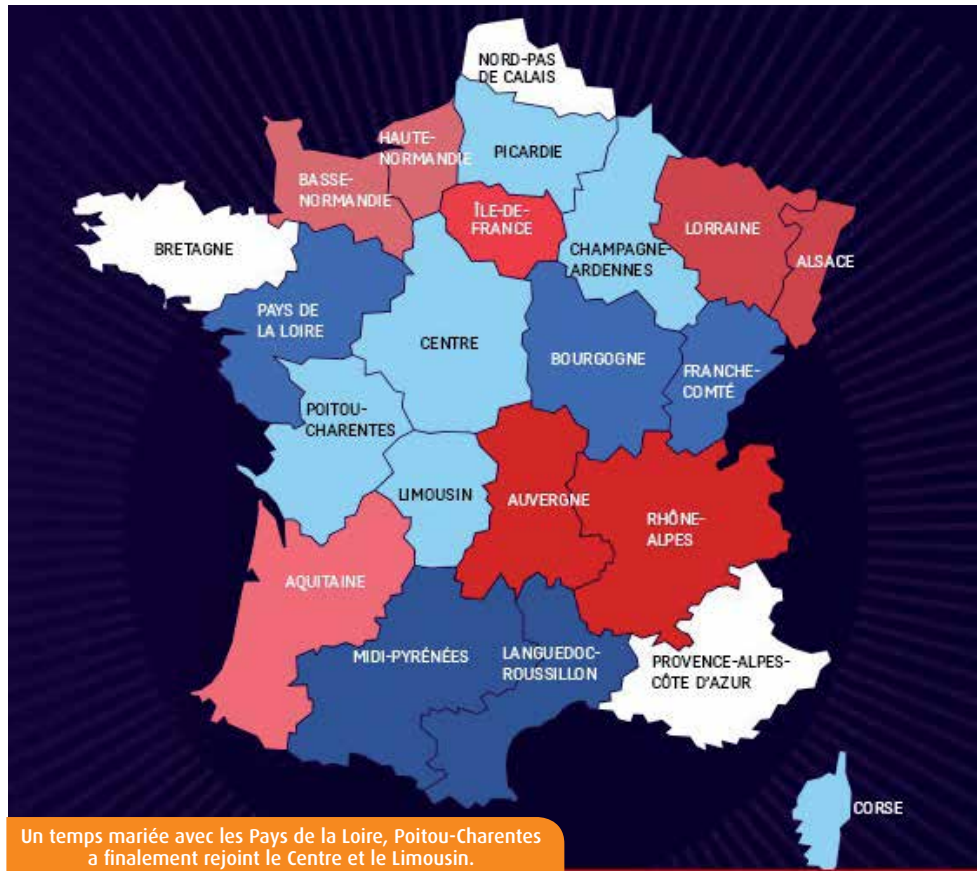 NORD-PAS
DE CALAIS
HAUTE-
NORMANDIE
PICARDIE
BASSE-
NORMANDIE
ÎLE-DE-
FRANCE
LORRAINE
BRETAGNE
CHAMPAGNE-
ARDENNES
ALSACE
PAYS DE
LA LOIRE
CENTRE
BOURGOGNE
FRANCHE-
COMTÉ
POITOU-
CHARENTES
LIMOUSIN
AUVERGNE
RHÔNE-
ALPES
AQUITAINE
MIDI-PYRÉNÉES
LANGUEDOC-
ROUSSILLON
PROVENCE-ALPES-
CÔTE D'AZUR
CORSE
Un temps mariée avec les Pays de la Loire, Poitou-Charentes
a finalement rejoint le Centre et le Limousin.